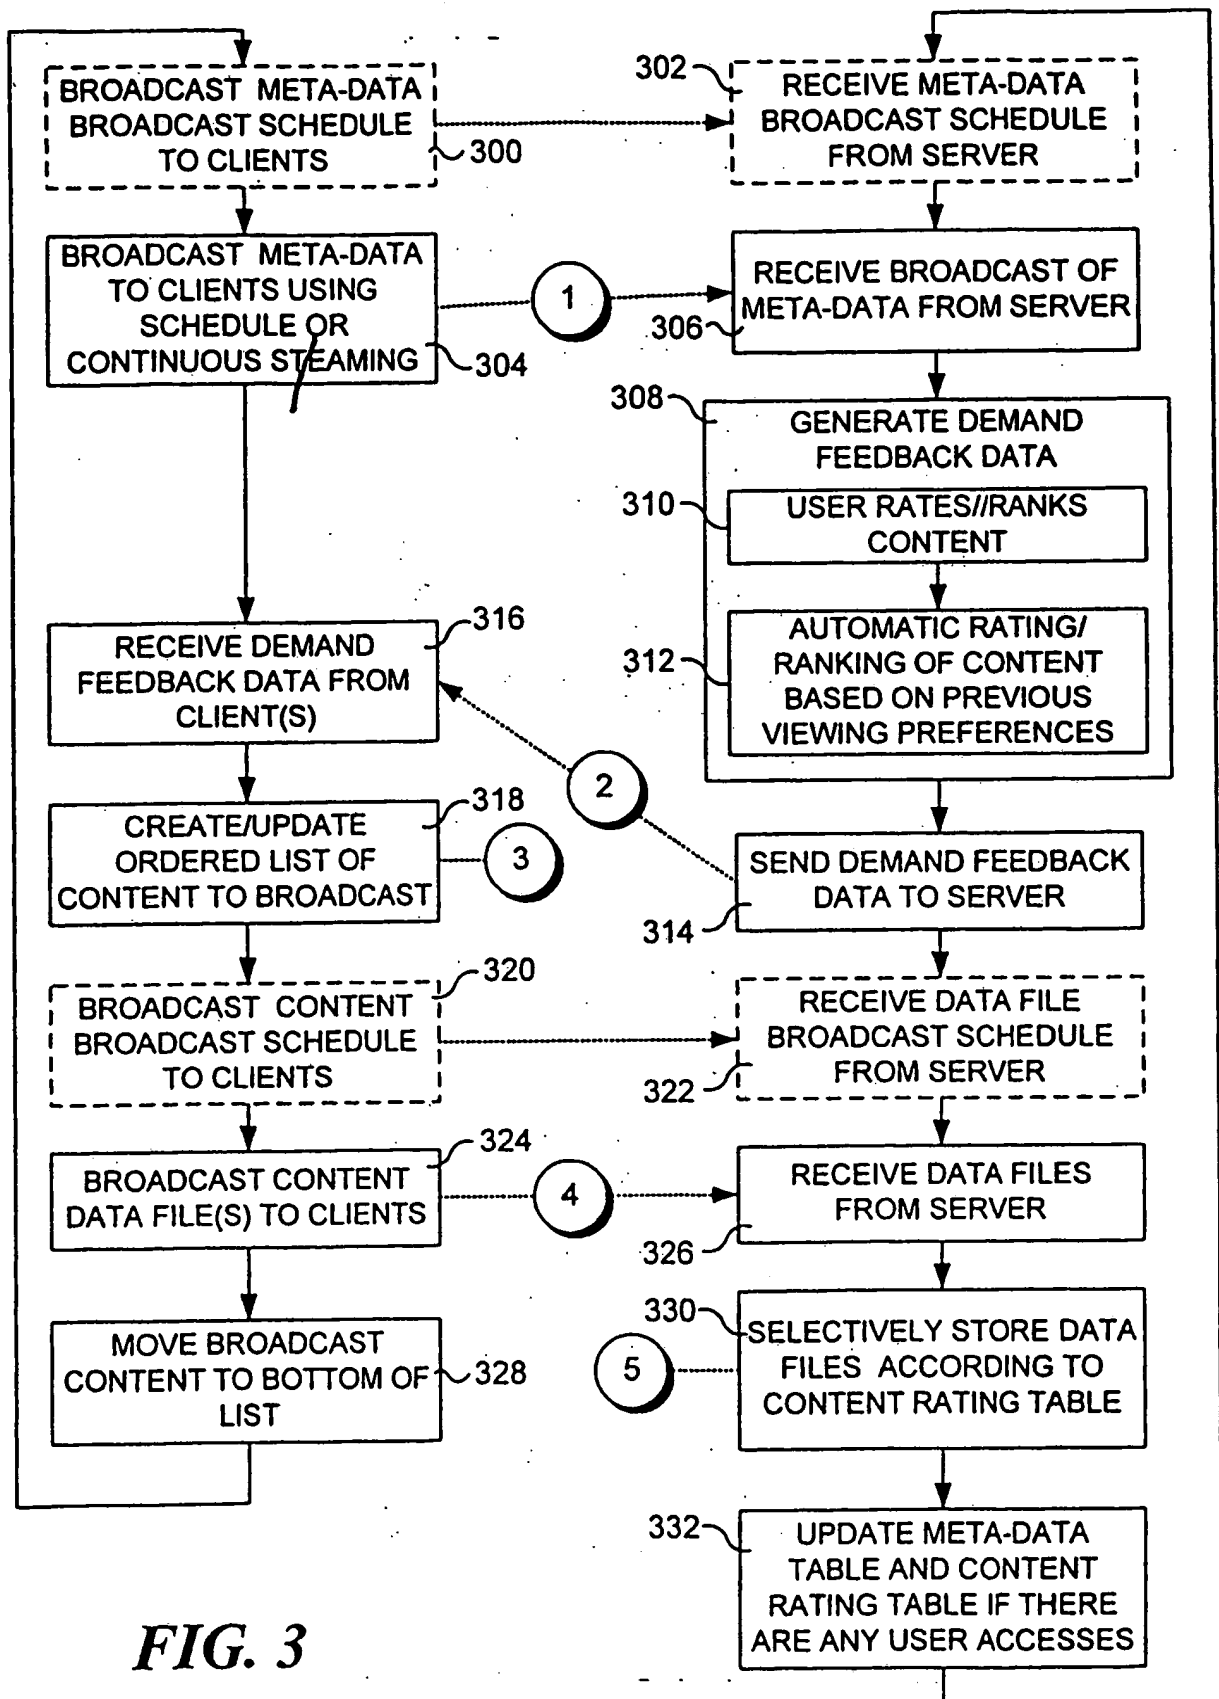 BROADCAST META-DATA
BROADCAST SCHEDULE
TO CLIENTS
300
302
RECEIVE META-DATA
BROADCAST SCHEDULE
FROM SERVER
BROADCAST META-DATA
TO CLIENTS USING
SCHEDULE OR
CONTINUOUS STEAMING
304
1
RECEIVE BROADCAST OF
META-DATA FROM SERVER
306
308
GENERATE DEMAND
FEEDBACK DATA
310
USER RATES//RANKS
CONTENT
312
AUTOMATIC RATING/
RANKING OF CONTENT
BASED ON PREVIOUS
VIEWING PREFERENCES
316
RECEIVE DEMAND
FEEDBACK DATA FROM
CLIENT(S)
2
318
CREATE/UPDATE
ORDERED LIST OF
CONTENT TO BROADCAST
3
SEND DEMAND FEEDBACK
DATA TO SERVER
314
320
BROADCAST CONTENT
BROADCAST SCHEDULE
TO CLIENTS
RECEIVE DATA FILE
BROADCAST SCHEDULE
FROM SERVER
322
324
BROADCAST CONTENT
DATA FILE(S) TO CLIENTS
4
RECEIVE DATA FILES
FROM SERVER
326
MOVE BROADCAST
CONTENT TO BOTTOM OF
LIST
328
5
330
SELECTIVELY STORE DATA
FILES ACCORDING TO
CONTENT RATING TABLE
332
UPDATE META-DATA
TABLE AND CONTENT
RATING TABLE IF THERE
ARE ANY USER ACCESSES
FIG. 3